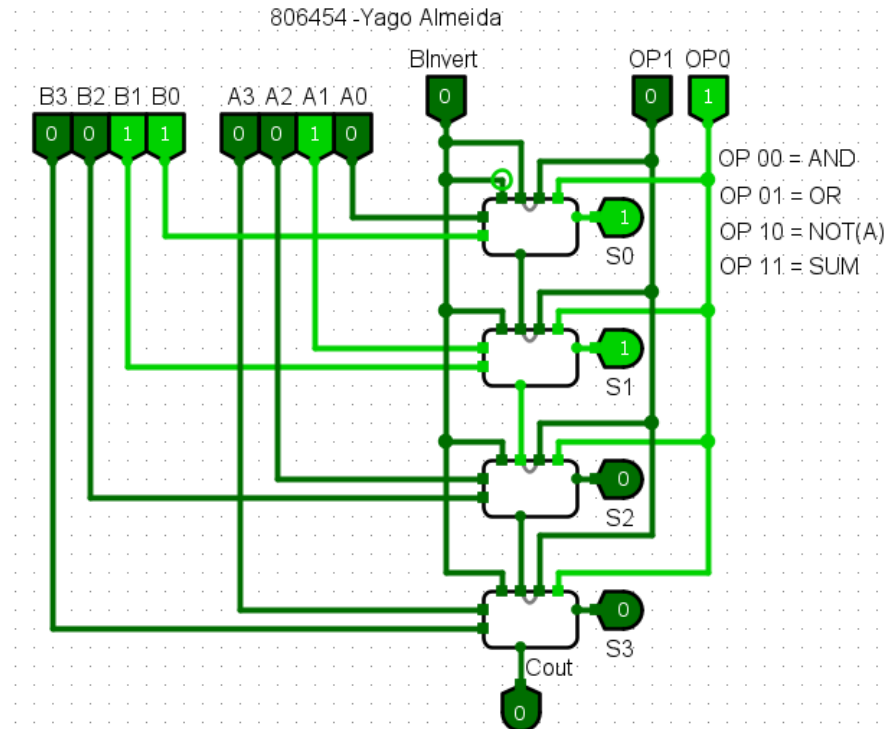 806454 -Yago Almeida
BInvert
OP1 OP0
B3 B2 B1 B0
A3 A2 A1 A0
0
0
1
0 0 1 1
0 0 1 0
OP 00 = AND
OP 01 = OR
OP 10 = NOT(A)
OP 11 = SUM
1
S0
1
S1
0
S2
0
S3
Cout
0